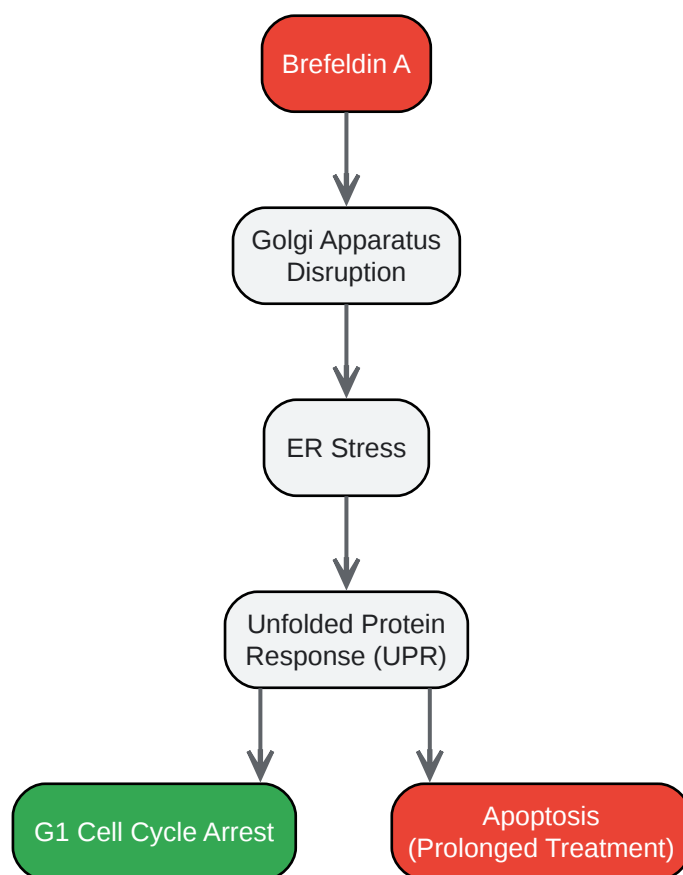 Brefeldin A
Golgi Apparatus
Disruption
ER Stress
Unfolded Protein
Response (UPR)
G1 Cell Cycle Arrest
Apoptosis
(Prolonged Treatment)